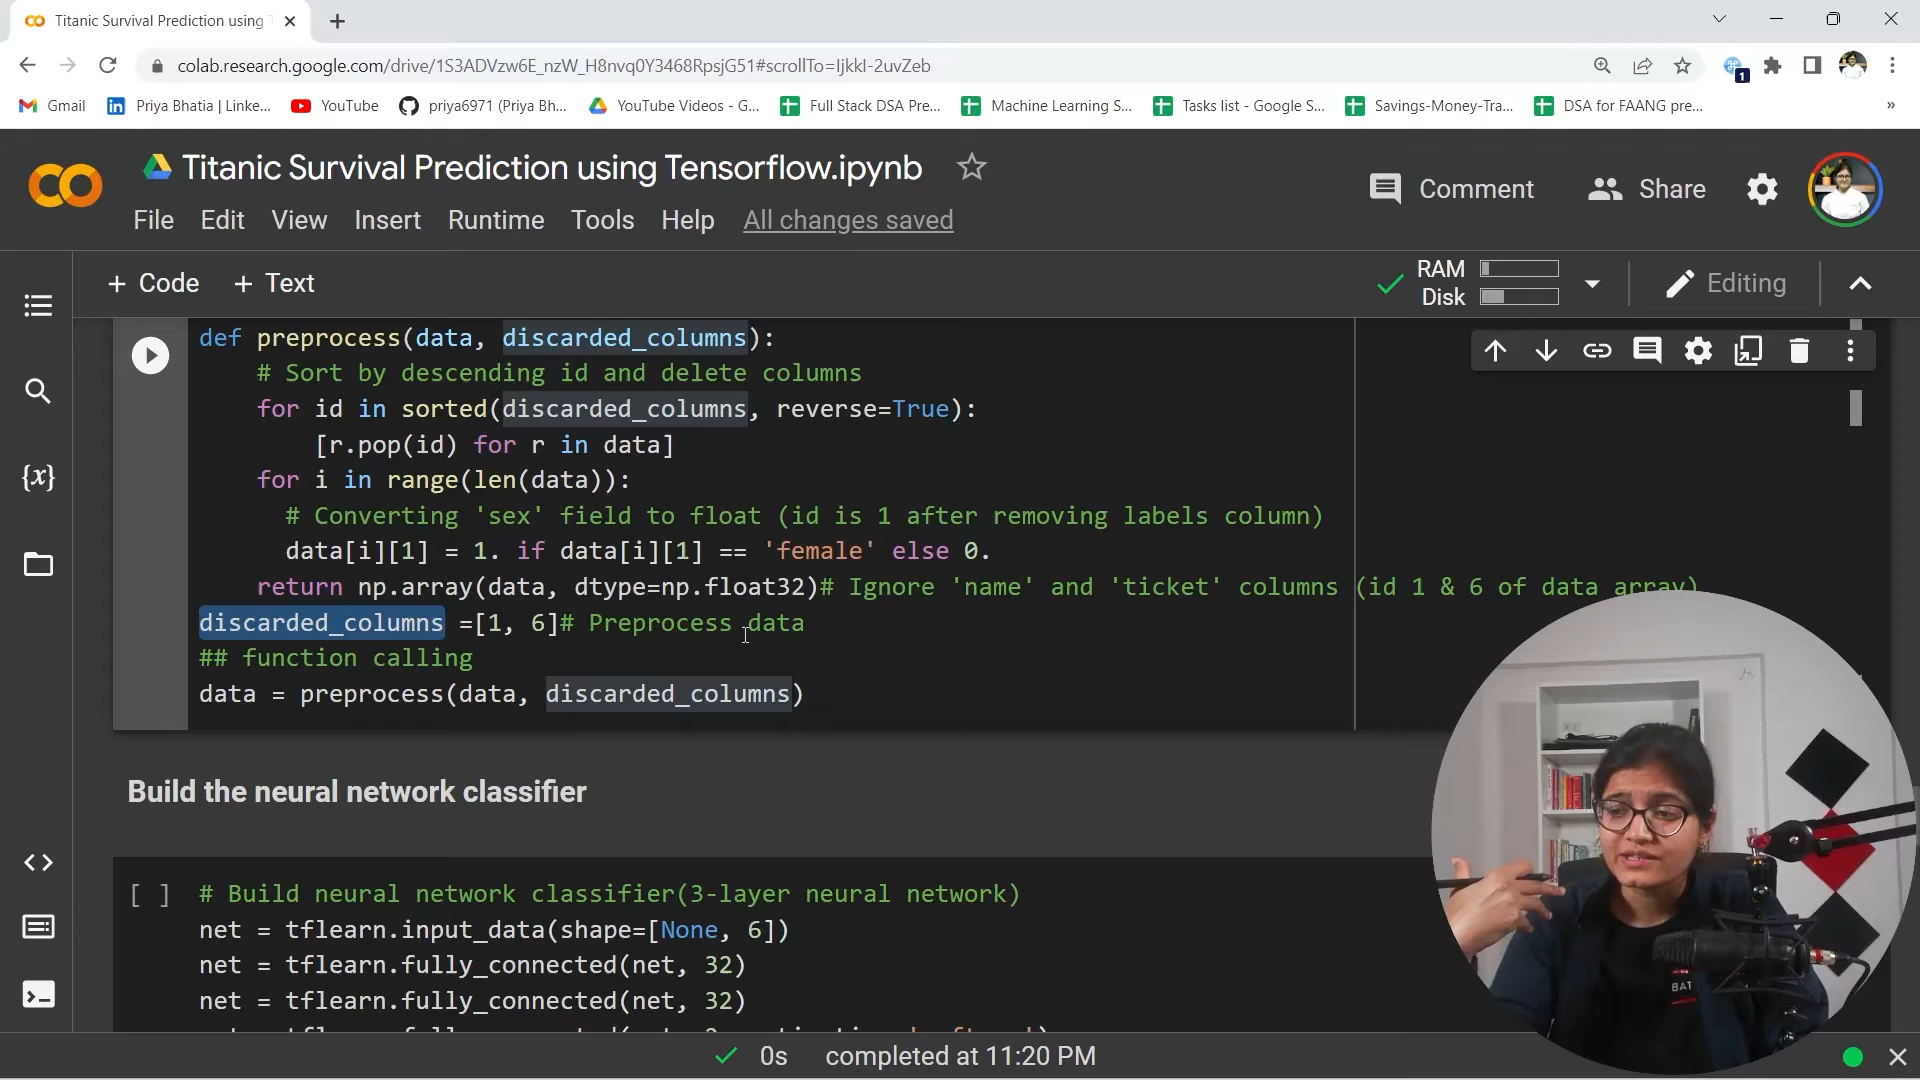 Titanic Survival Prediction using
colab.research.google.com/drive/1S3ADVzw6E_nzW_H8nvq0Y3468RpsjG51#scrollTo=IjkkI-2uvZeb
1
Gmail
Priya Bhatia | Linke...
YouTube
priya6971 (Priya Bh...
YouTube Videos - G...
Full Stack DSA Pre...
Machine Learning S...
Tasks list - Google S...
Savings-Money-Tra...
DSA for FAANG pre...
»
Titanic Survival Prediction using Tensorflow.ipynb
Comment
Share
File Edit View Insert Runtime Tools Help All changes saved
+ Code + Text
RAM
Disk
Editing
def preprocess(data, discarded_columns):
# Sort by descending id and delete columns
for id in sorted(discarded_columns, reverse=True):
[r.pop(id) for r in data]
for i in range(len(data)):
# Converting 'sex' field to float (id is 1 after removing labels column)
data[i][1] = 1. if data[i][1] == 'female' else 0.
return np.array(data, dtype=np.float32)# Ignore 'name' and 'ticket' columns (id 1 & 6 of data array)
discarded_columns =[1, 6]# Preprocess data
## function calling
data = preprocess(data, discarded_columns)
{x}
Build the neural network classifier
[ ] # Build neural network classifier(3-layer neural network)
net = tflearn.input_data(shape=[None, 6])
net = tflearn.fully_connected(net, 32)
net = tflearn.fully_connected(net, 32)
BAT
0s completed at 11:20 PM